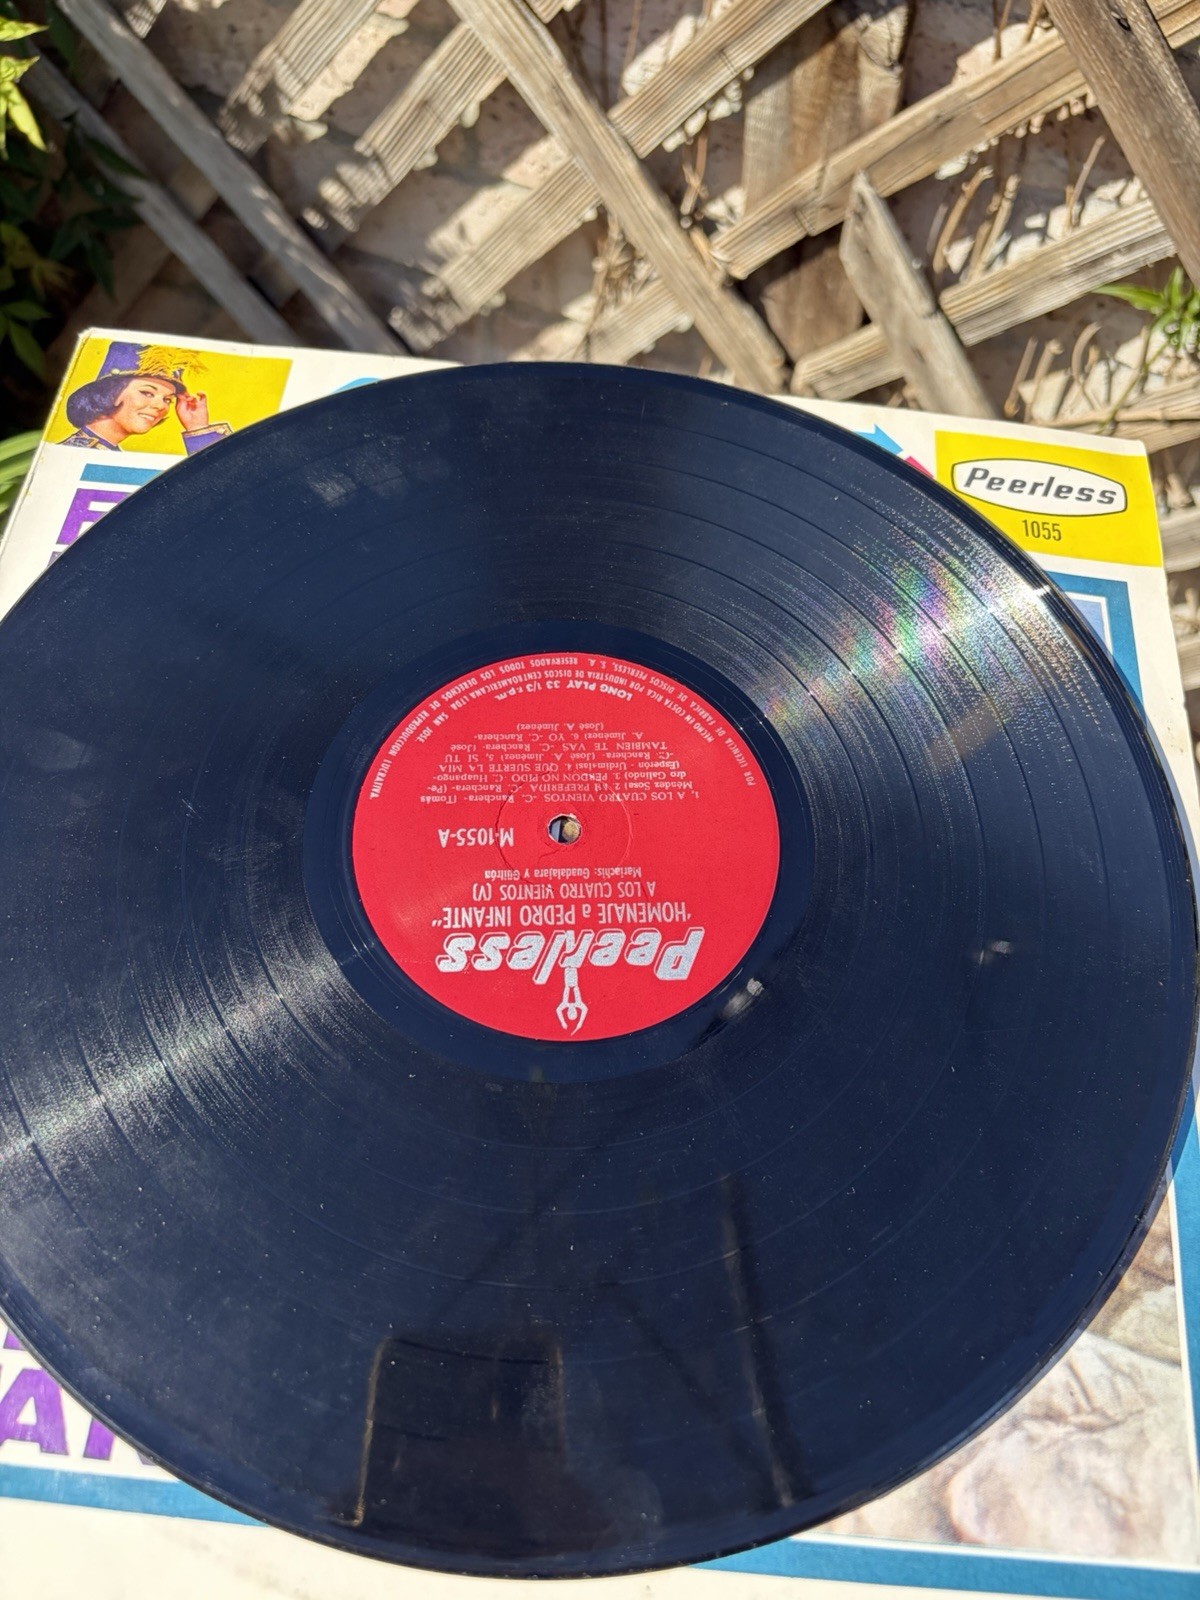 Peerless
1055
Peerless
"HOMENAJE a PEDRO INFANTE"
A LOS CUATRO VIENTOS (V)
Mariachis: Guadalajara y Güitrón
M-1055-A
1. A LOS CUATRO VIENTOS -C. Ranchera- (Tomás
Méndez Sosa) 2. MI PREFERIDA -C. Ranchera- (Pe-
dro Galindo) 3. PERDON NO PIDO -C. Huapango-
(Esperón - Urdimalas) 4. QUE SUERTE LA MIA
-C. Ranchera- (José A. Jiménez) 5. SI TU
TAMBIEN TE VAS -C. Ranchera- (José
A. Jiménez) 6. YO -C- Ranchera-
(José A. Jiménez)
LONG PLAY 33 1/3 r.p.m.
HECHO EN COSTA RICA POR INDUSTRIA DE DISCOS CENTROAMERICANA LTDA. SAN JOSE.
POR LICENCIA DE FABRICA DE DISCOS PEERLESS, S. A. RESERVADOS TODOS LOS DERECHOS DE REPRODUCCION LUCRATIVA.